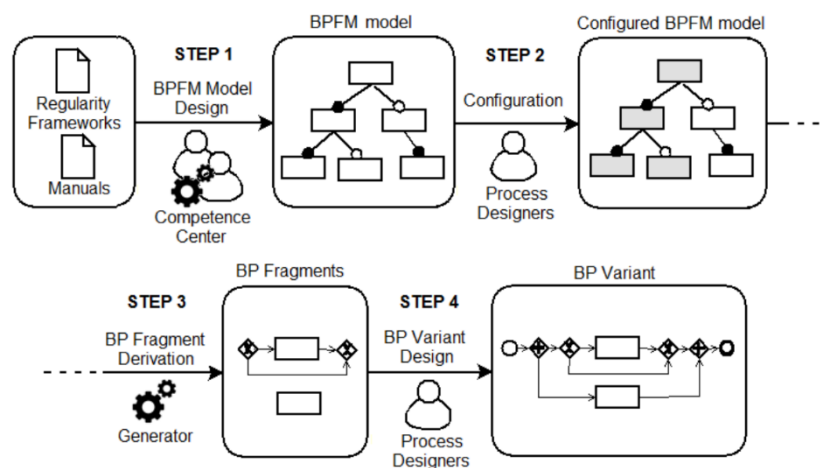 BPFM model
Configured BPFM model
STEP 1
STEP 2
Regularity
Frameworks
Manuals
BPFM Model
Design
Competence
Center
Configuration
Process
Designers
BP Fragments
BP Variant
STEP 3
STEP 4
BP Fragment
Derivation
Generator
BP Variant
Design
Process
Designers